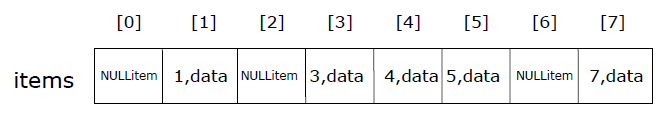 [0] [1] [2] [3] [4] [5] [6] [7]
items NULLitem 1,data NULLitem 3,data 4,data 5,data NULLitem 7,data